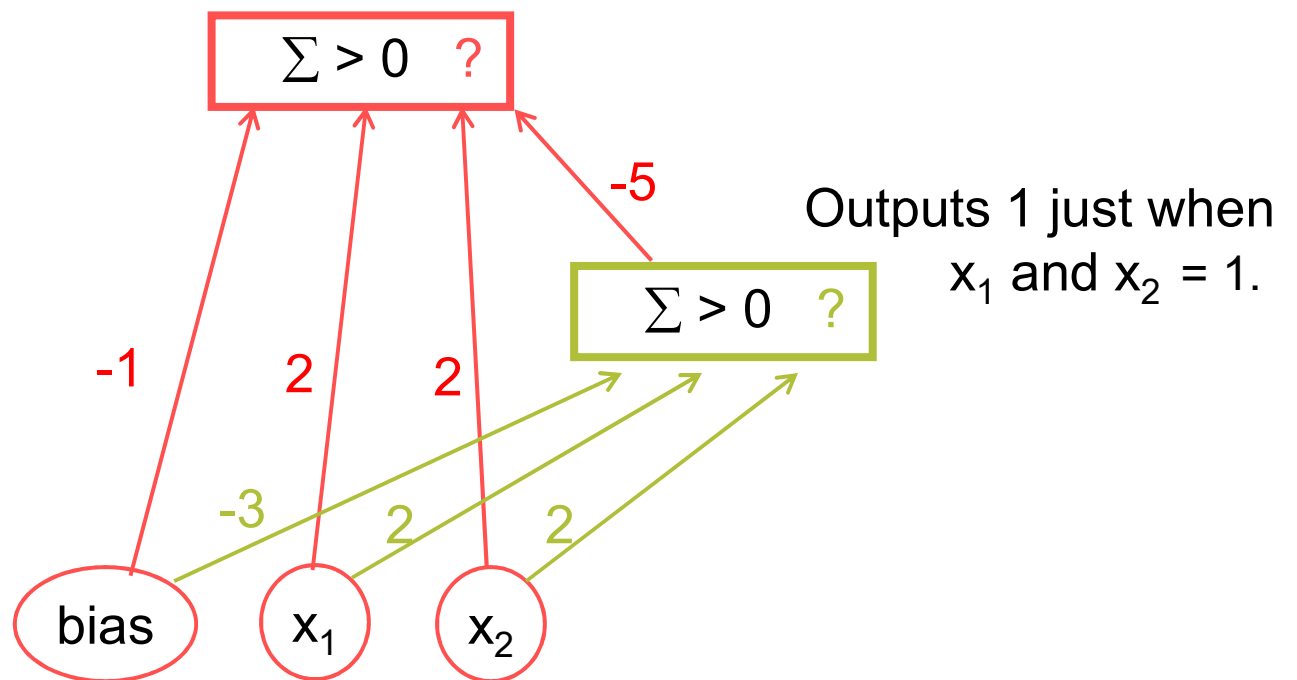 ∑ > 0 ?
-5
Outputs 1 just when
x₁ and x₂ = 1.
∑ > 0 ?
-1
2
2
-3
2
2
bias
x₁
x₂